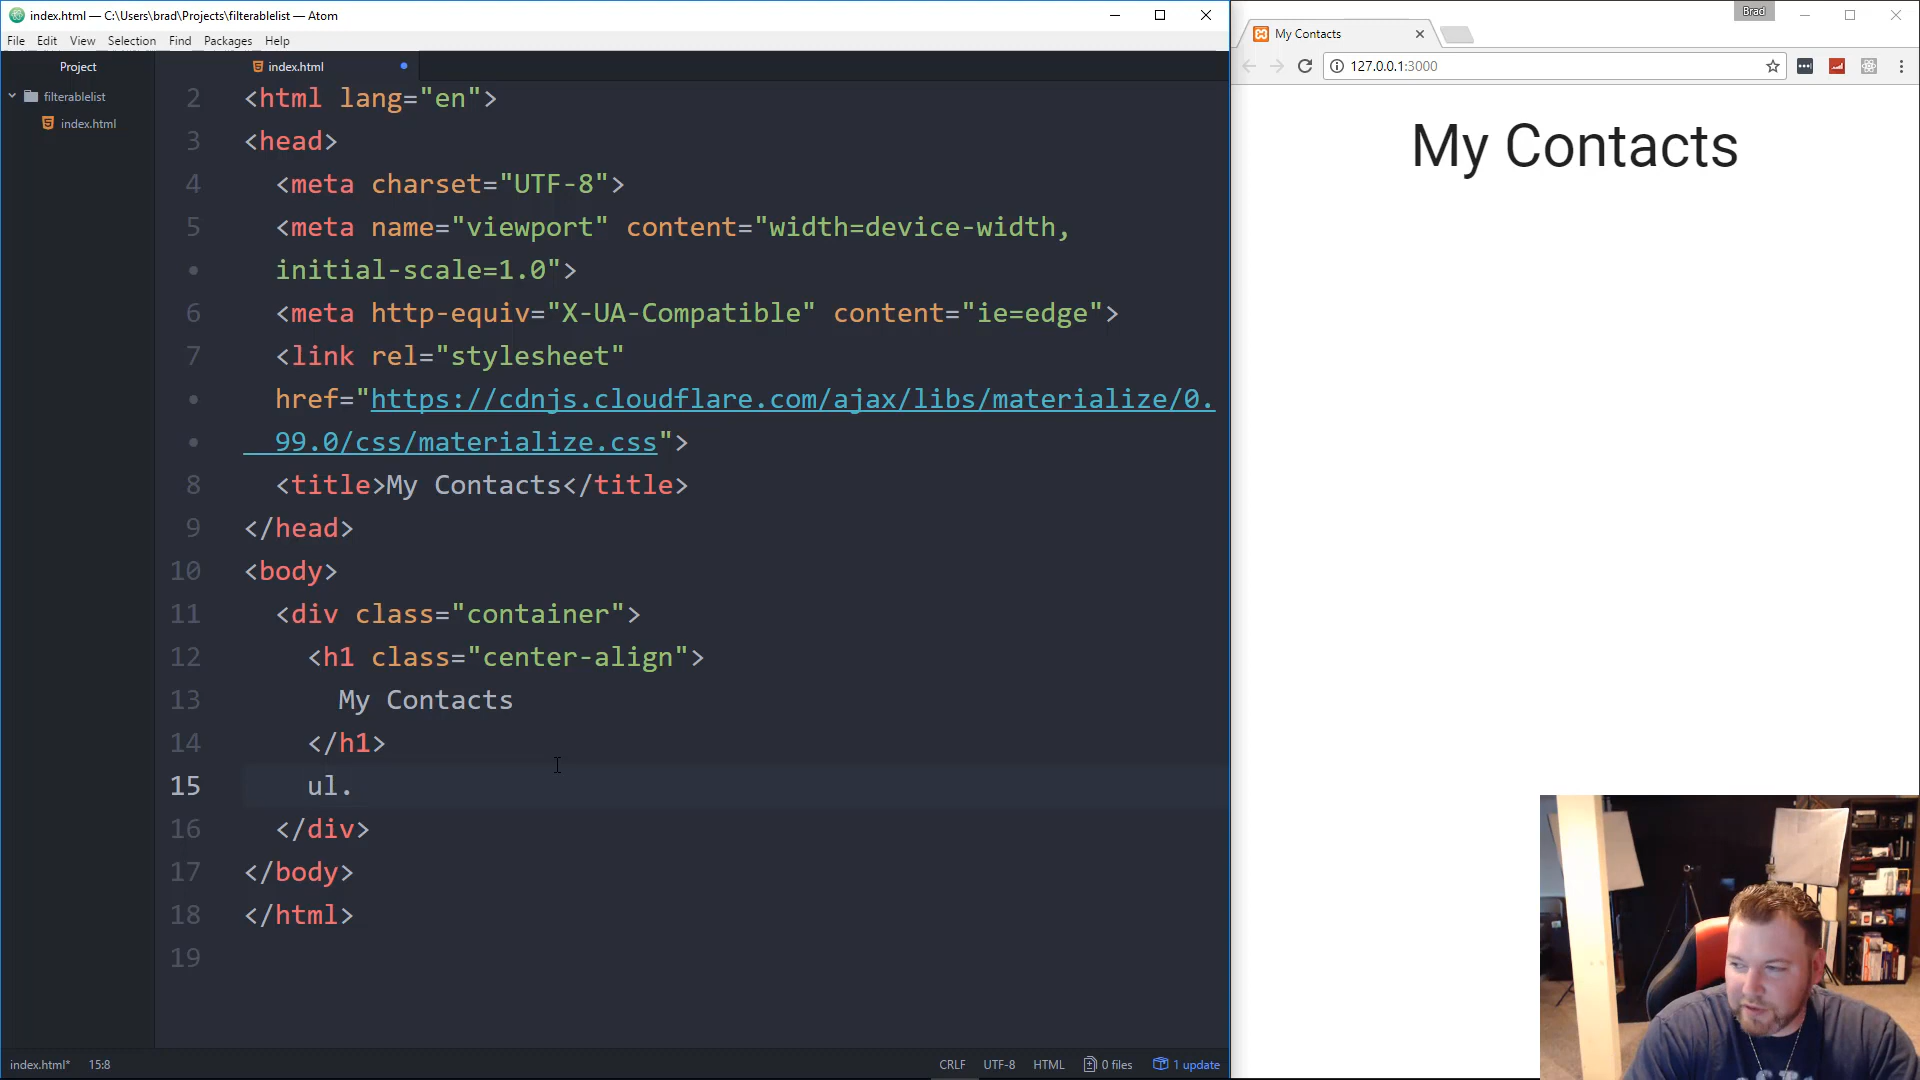 index.html — C:\Users\brad\Projects\filterablelist — Atom
File Edit View Selection Find Packages Help
Project
filterablelist
index.html
index.html
2 <html lang="en">
3 <head>
4 <meta charset="UTF-8">
5 <meta name="viewport" content="width=device-width,
• initial-scale=1.0">
6 <meta http-equiv="X-UA-Compatible" content="ie=edge">
7 <link rel="stylesheet"
• href="https://cdnjs.cloudflare.com/ajax/libs/materialize/0.
• 99.0/css/materialize.css">
8 <title>My Contacts</title>
9 </head>
10 <body>
11 <div class="container">
12 <h1 class="center-align">
13 My Contacts
14 </h1>
15 ul.
16 </div>
17 </body>
18 </html>
19
index.html* 15:8
CRLF UTF-8 HTML 0 files 1 update
Brad
My Contacts
127.0.0.1:3000
My Contacts